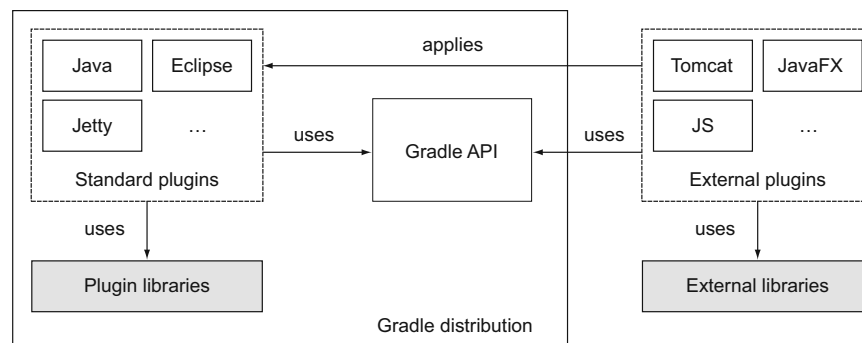 Java
Eclipse
Jetty
…
Standard plugins
uses
Plugin libraries
applies
uses
Gradle API
uses
Gradle distribution
Tomcat
JavaFX
JS
…
External plugins
uses
External libraries